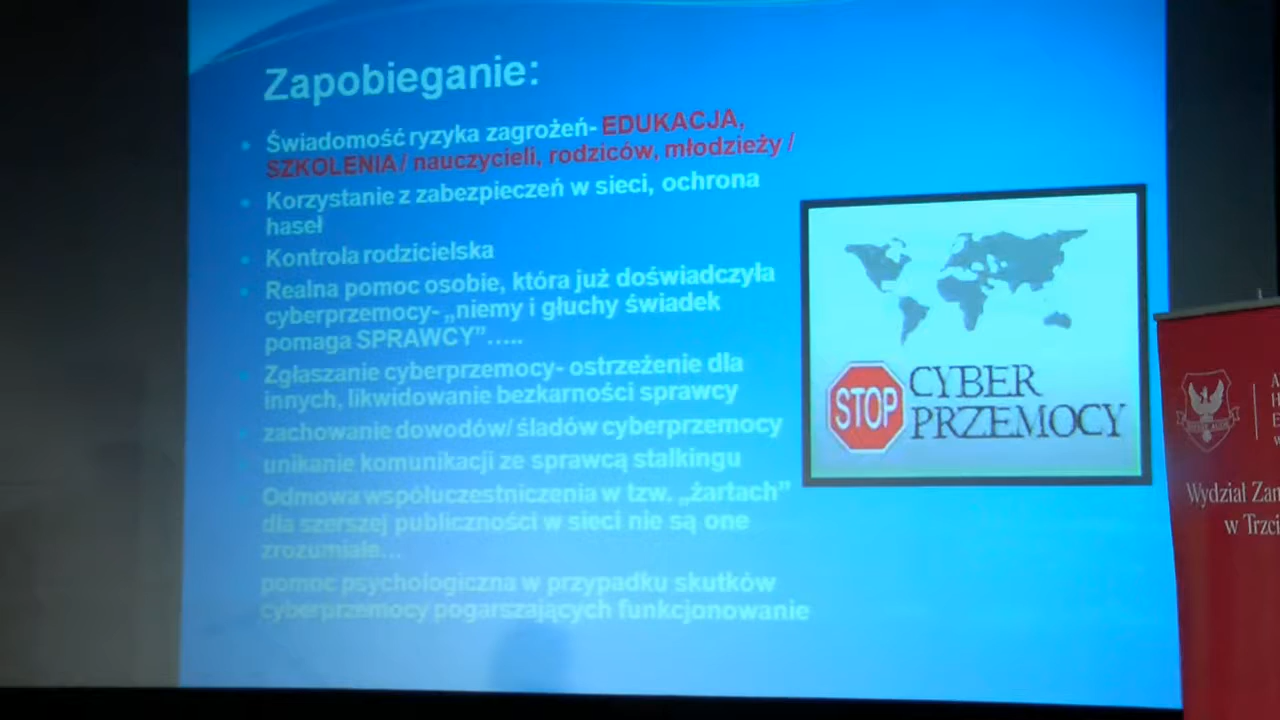 Zapobieganie:
Świadomość ryzyka zagrożeń- EDUKACJA,
SZKOLENIA / nauczycieli, rodziców, młodzieży /
Korzystanie z zabezpieczeń w sieci, ochrona
haseł
Kontrola rodzicielska
Realna pomoc osobie, która już doświadczyła
cyberprzemocy- „niemy i głuchy świadek
pomaga SPRAWCY”…..
Zgłaszanie cyberprzemocy- ostrzeżenie dla
innych, likwidowanie bezkarności sprawcy
zachowanie dowodów/ śladów cyberprzemocy
unikanie komunikacji ze sprawcą stalkingu
Odmowa współuczestniczenia w tzw. „żartach”
dla szerszej publiczności w sieci nie są one
zrozumiałe…
pomoc psychologiczna w przypadku skutków
cyberprzemocy pogarszających funkcjonowanie
STOP
CYBER
PRZEMOCY
Wydział
w